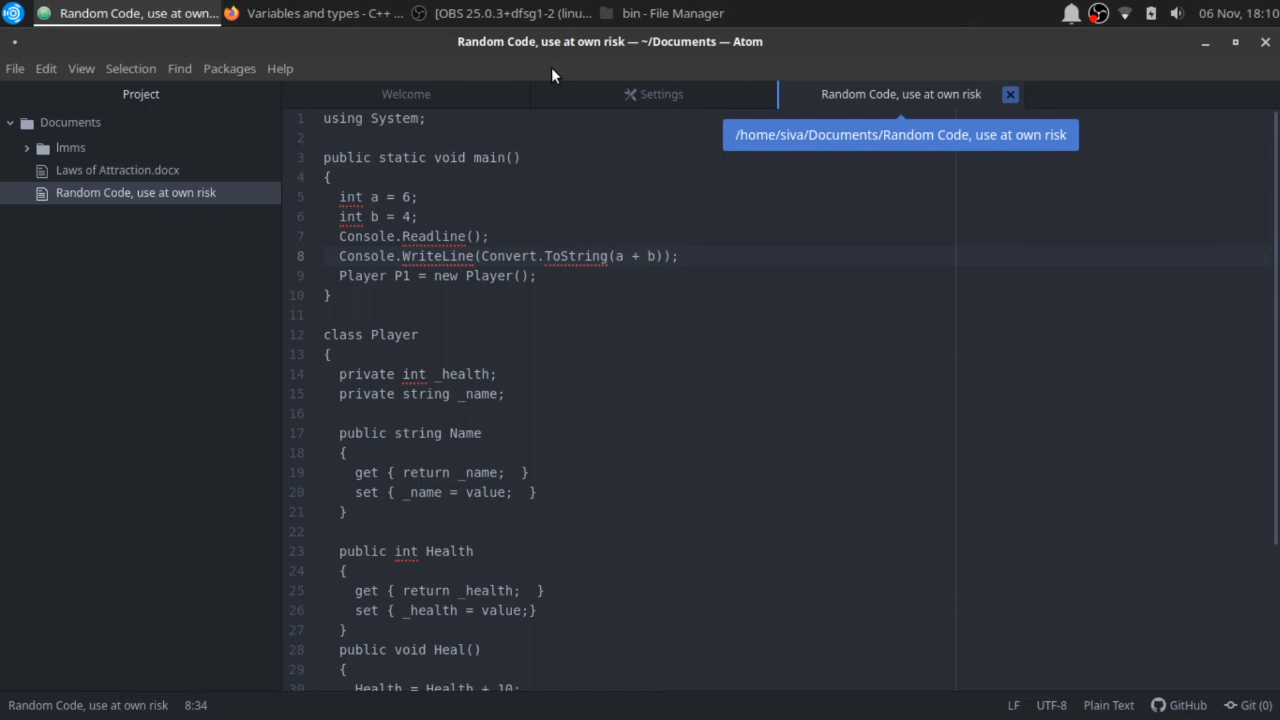 Random Code, use at own... Variables and types - C++ ... [OBS 25.0.3+dfsg1-2 (linu... bin - File Manager 06 Nov, 18:10
Random Code, use at own risk — ~/Documents — Atom
File Edit View Selection Find Packages Help
Project Welcome Settings Random Code, use at own risk
/home/siva/Documents/Random Code, use at own risk
Documents
lmms
Laws of Attraction.docx
Random Code, use at own risk
1 using System;
2
3 public static void main()
4 {
5 int a = 6;
6 int b = 4;
7 Console.Readline();
8 Console.WriteLine(Convert.ToString(a + b));
9 Player P1 = new Player();
10 }
11
12 class Player
13 {
14 private int _health;
15 private string _name;
16
17 public string Name
18 {
19 get { return _name;  }
20 set { _name = value;  }
21 }
22
23 public int Health
24 {
25 get { return _health;  }
26 set { _health = value;}
27 }
28 public void Heal()
29 {
30 Health = Health + 10;
Random Code, use at own risk 8:34 LF UTF-8 Plain Text GitHub Git (0)